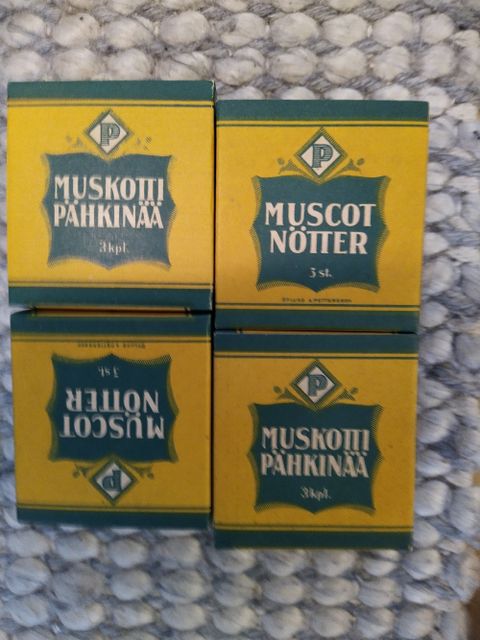 P
MUSKOTTI
PÄHKINÄÄ
3 kpl.
P
MUSCOT
NÖTTER
3 st.
P
MUSCOT
NÖTTER
3 st.
P
MUSKOTTI
PÄHKINÄÄ
3 kpl.